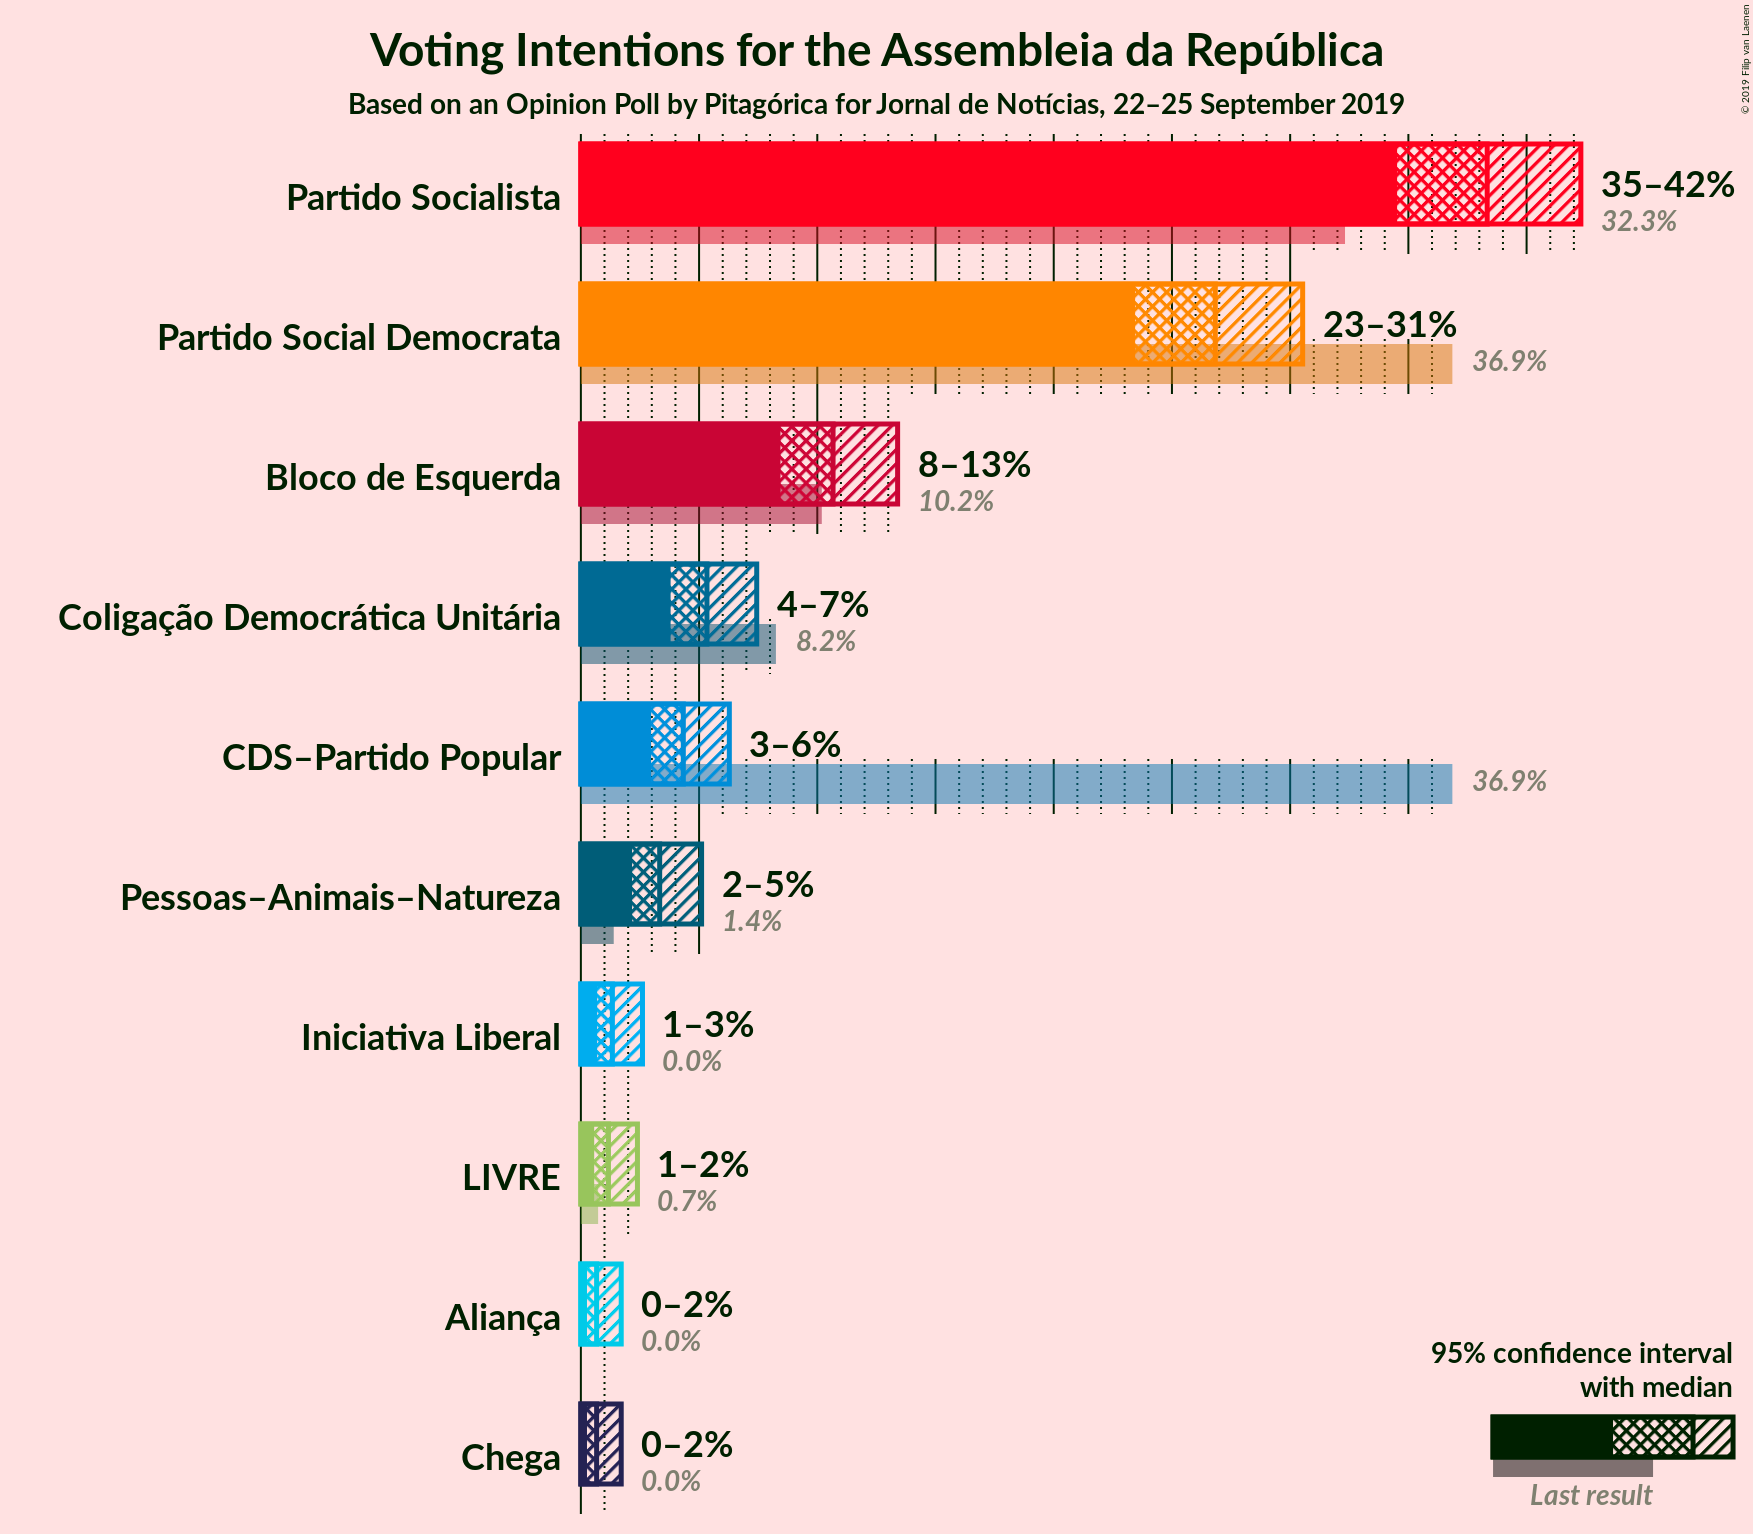 Voting Intentions for the Assembleia da República
Based on an Opinion Poll by Pitagórica for Jornal de Notícias, 22–25 September 2019
© 2019 Filip van Laenen
Partido Socialista
35–42%
32.3%
Partido Social Democrata
23–31%
36.9%
Bloco de Esquerda
8–13%
10.2%
Coligação Democrática Unitária
4–7%
8.2%
CDS–Partido Popular
3–6%
36.9%
Pessoas–Animais–Natureza
2–5%
1.4%
Iniciativa Liberal
1–3%
0.0%
LIVRE
1–2%
0.7%
Aliança
0–2%
0.0%
Chega
0–2%
0.0%
95% confidence interval
with median
Last result